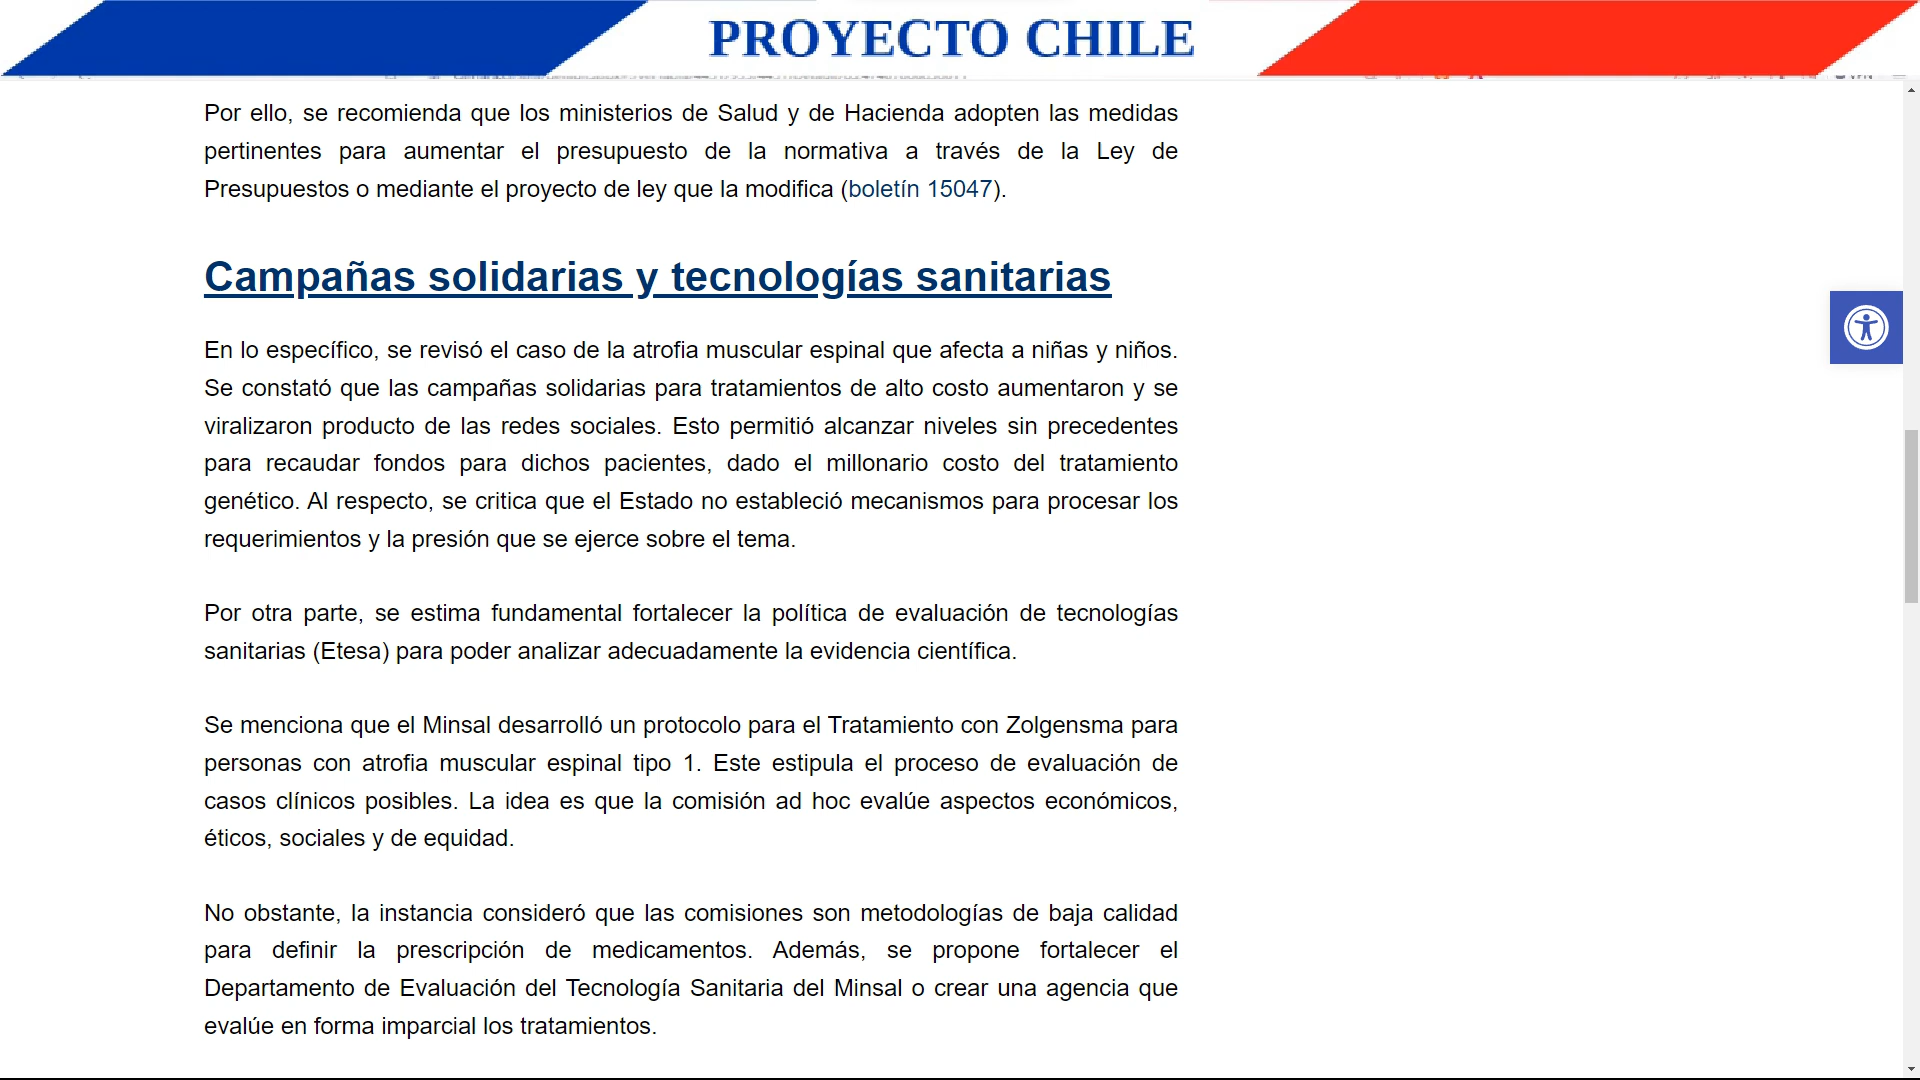 PROYECTO CHILE
Por ello, se recomienda que los ministerios de Salud y de Hacienda adopten las medidas
pertinentes para aumentar el presupuesto de la normativa a través de la Ley de
Presupuestos o mediante el proyecto de ley que la modifica (boletín 15047).
Campañas solidarias y tecnologías sanitarias
En lo específico, se revisó el caso de la atrofia muscular espinal que afecta a niñas y niños.
Se constató que las campañas solidarias para tratamientos de alto costo aumentaron y se
viralizaron producto de las redes sociales. Esto permitió alcanzar niveles sin precedentes
para recaudar fondos para dichos pacientes, dado el millonario costo del tratamiento
genético. Al respecto, se critica que el Estado no estableció mecanismos para procesar los
requerimientos y la presión que se ejerce sobre el tema.
Por otra parte, se estima fundamental fortalecer la política de evaluación de tecnologías
sanitarias (Etesa) para poder analizar adecuadamente la evidencia científica.
Se menciona que el Minsal desarrolló un protocolo para el Tratamiento con Zolgensma para
personas con atrofia muscular espinal tipo 1. Este estipula el proceso de evaluación de
casos clínicos posibles. La idea es que la comisión ad hoc evalúe aspectos económicos,
éticos, sociales y de equidad.
No obstante, la instancia consideró que las comisiones son metodologías de baja calidad
para definir la prescripción de medicamentos. Además, se propone fortalecer el
Departamento de Evaluación del Tecnología Sanitaria del Minsal o crear una agencia que
evalúe en forma imparcial los tratamientos.